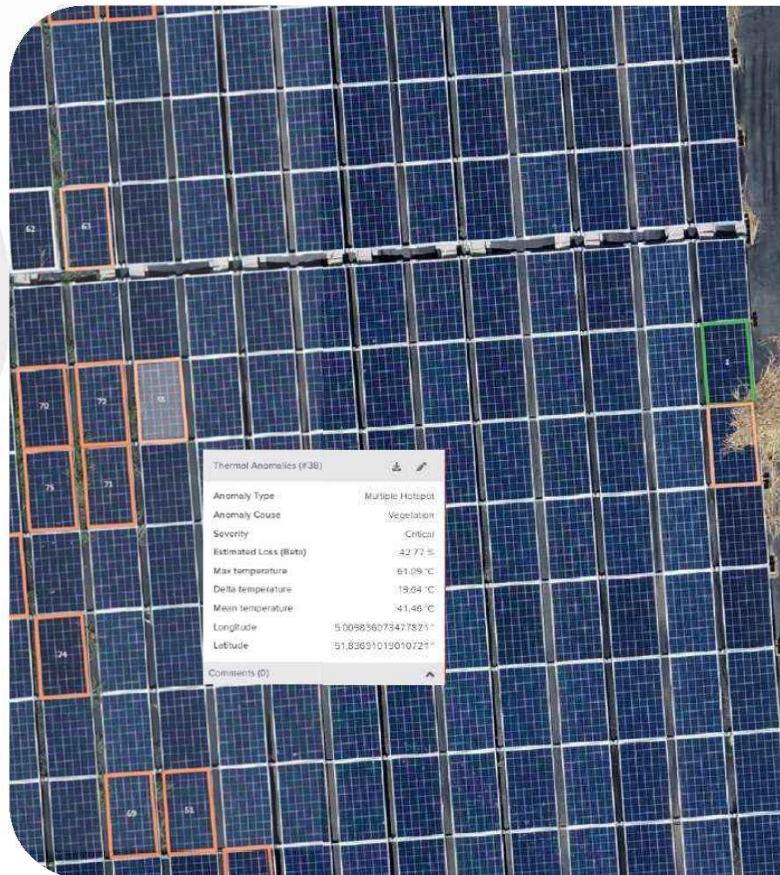 62
63
70
72
75
71
74
69
51
Thermal Anomalies (#38)
Anomaly Type Multiple Hotspot
Anomaly Cause Vegetation
Severity Critical
Estimated Loss (Beta) 42.77 %
Max temperature 61.09 °C
Delta temperature 19.64 °C
Mean temperature 41.46 °C
Longitude
Latitude
Comments (0)